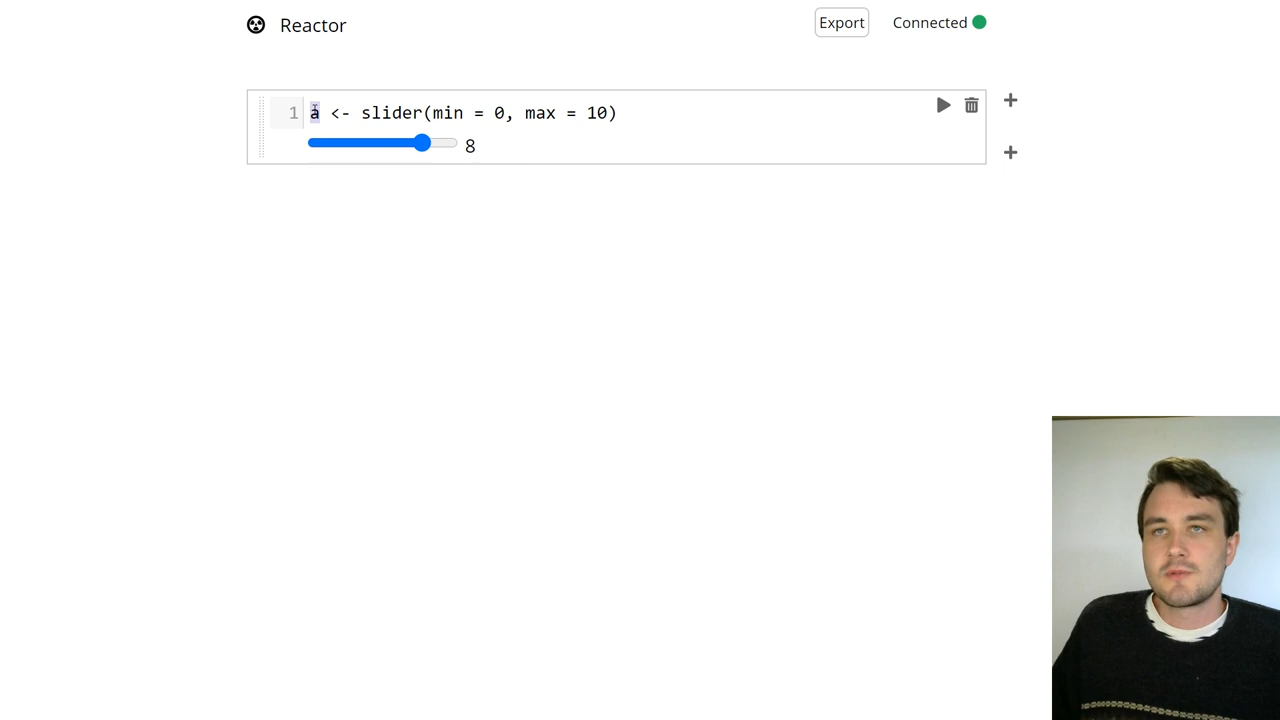 Reactor
Export
Connected
1 a <- slider(min = 0, max = 10)
8